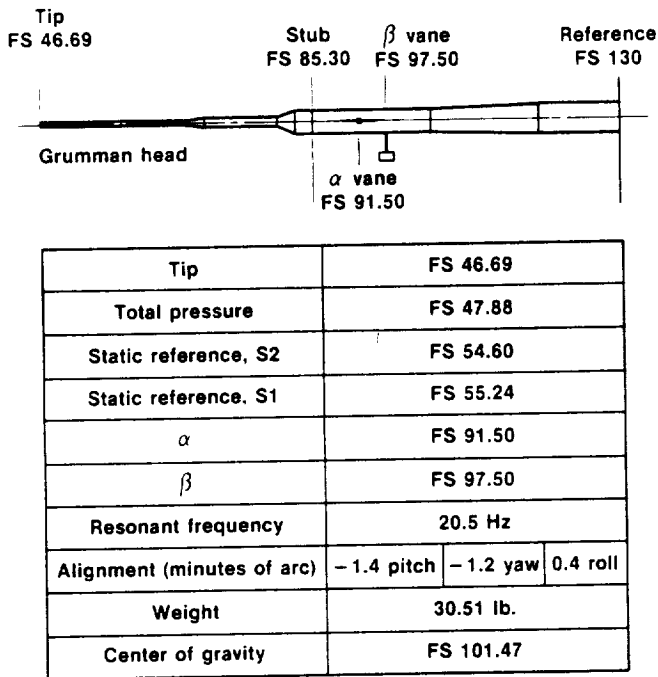 Tip
FS 46.69
Stub
FS 85.30
β vane
FS 97.50
Reference
FS 130
Grumman head
α vane
FS 91.50
Tip FS 46.69
Total pressure FS 47.88
Static reference, S2 FS 54.60
Static reference. S1 FS 55.24
α FS 91.50
β FS 97.50
Resonant frequency 20.5 Hz
Alignment (minutes of arc) – 1.4 pitch – 1.2 yaw 0.4 roll
Weight 30.51 lb.
Center of gravity FS 101.47